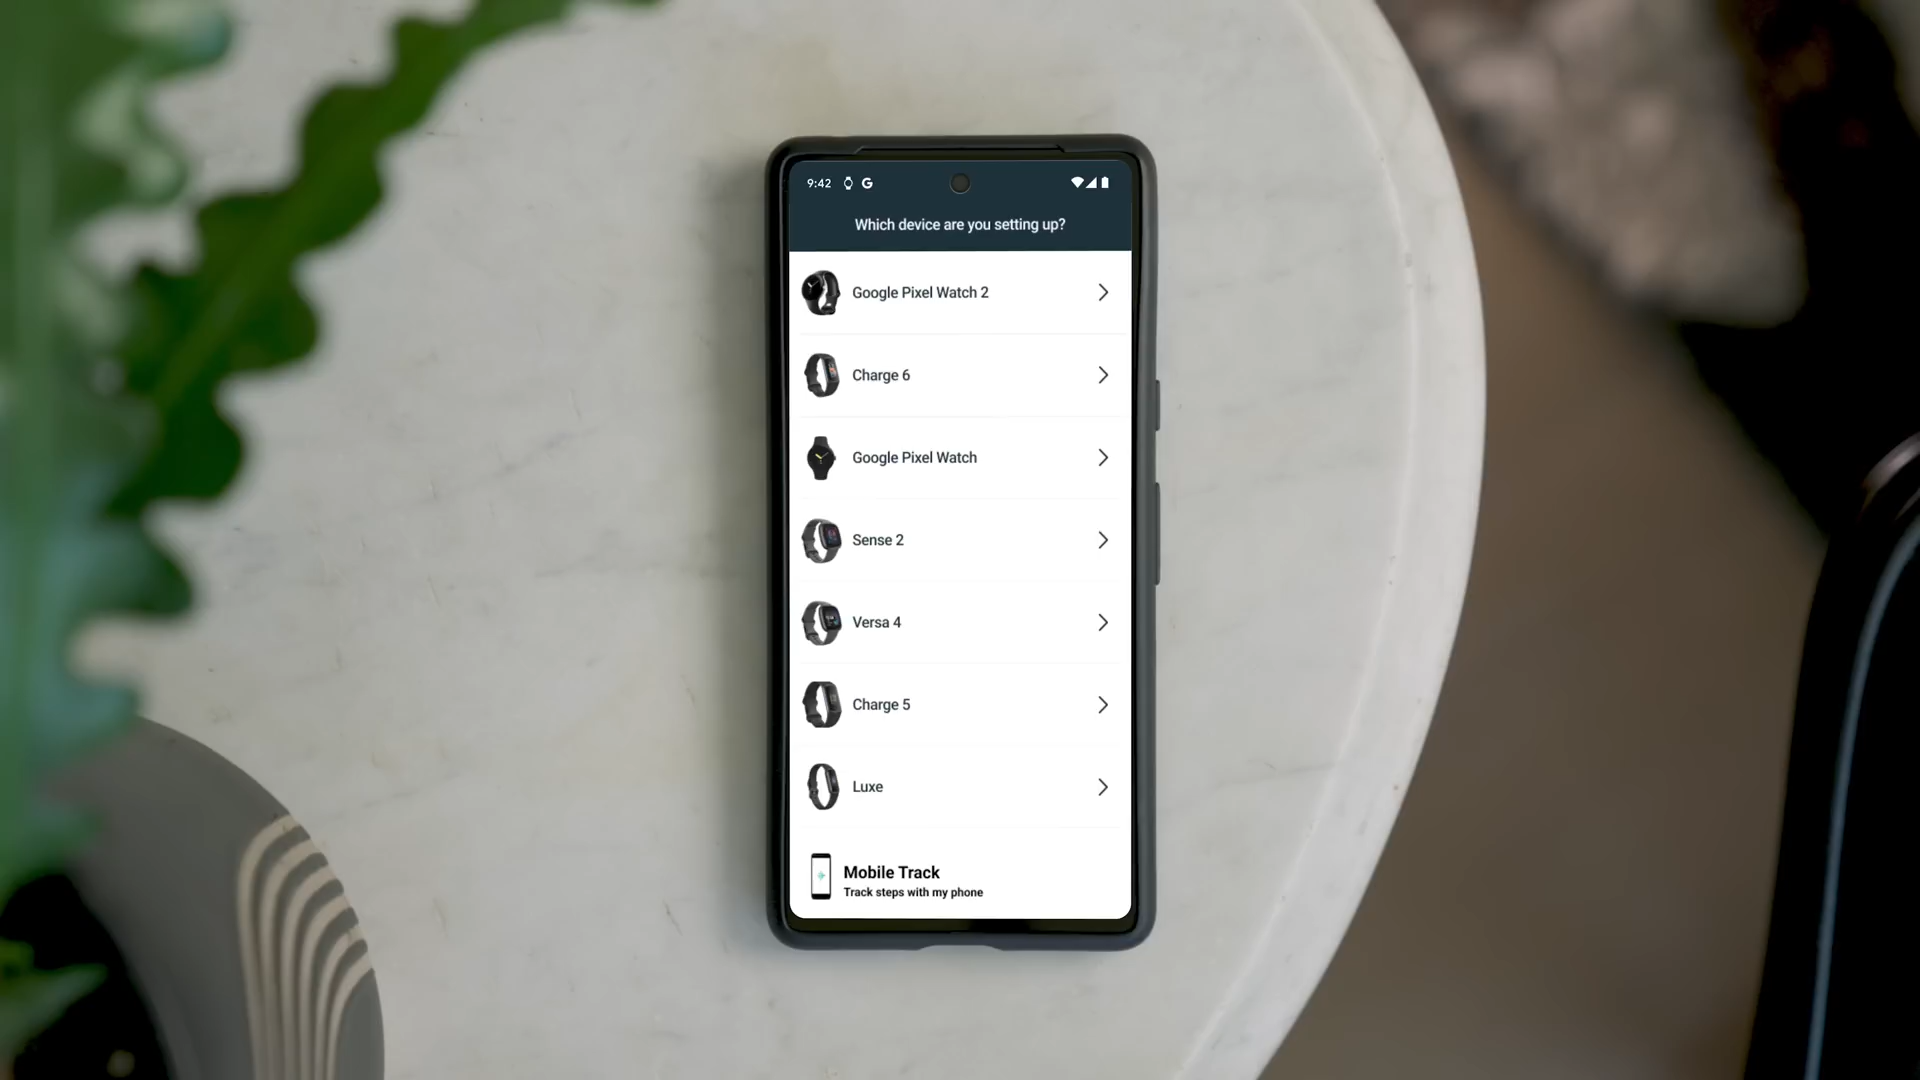 9:42
Which device are you setting up?
Google Pixel Watch 2
Charge 6
Google Pixel Watch
Sense 2
Versa 4
Charge 5
Luxe
Mobile Track
Track steps with my phone